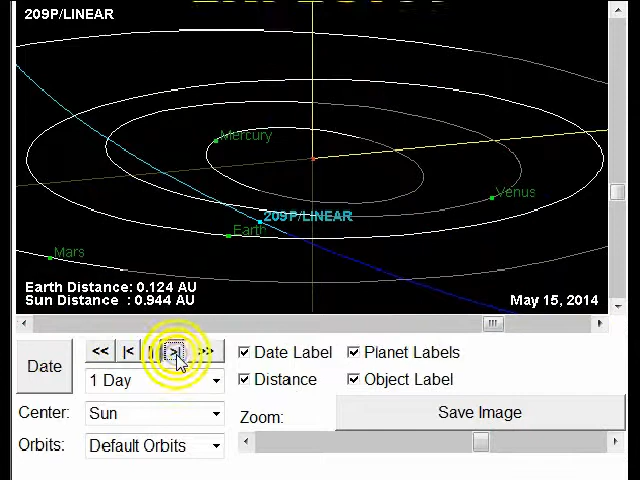 209P/LINEAR
Mercury
Venus
209P/LINEAR
Earth
Mars
Earth Distance: 0.124 AU
Sun Distance : 0.944 AU
May 15, 2014
Date
<< |< || >| >>
Date Label
Planet Labels
1 Day
Distance
Object Label
Center: Sun
Zoom:
Save Image
Orbits: Default Orbits